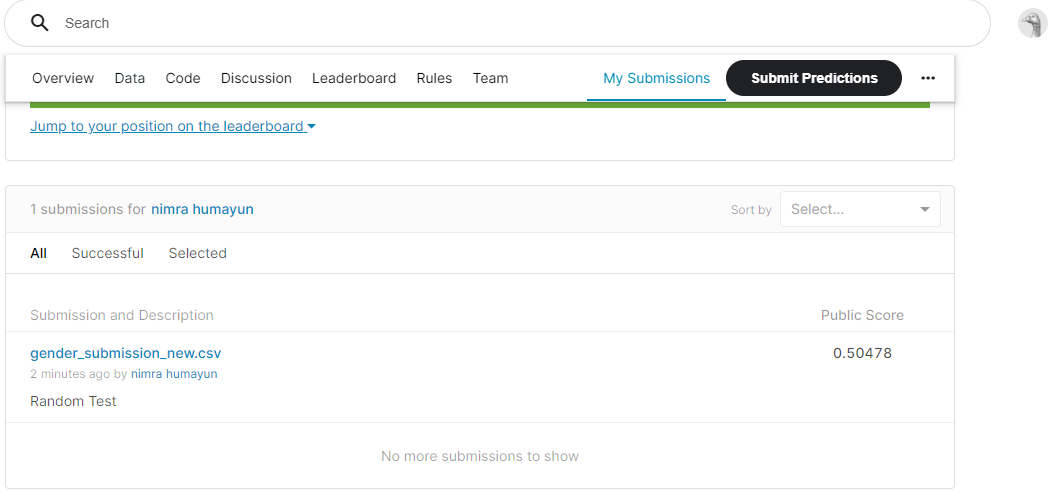 Search
Overview Data Code Discussion Leaderboard Rules Team My Submissions Submit Predictions
Jump to your position on the leaderboard
1 submissions for nimra humayun Sort by Select...
All Successful Selected
Submission and Description Public Score
gender_submission_new.csv 0.50478
2 minutes ago by nimra humayun
Random Test
No more submissions to show